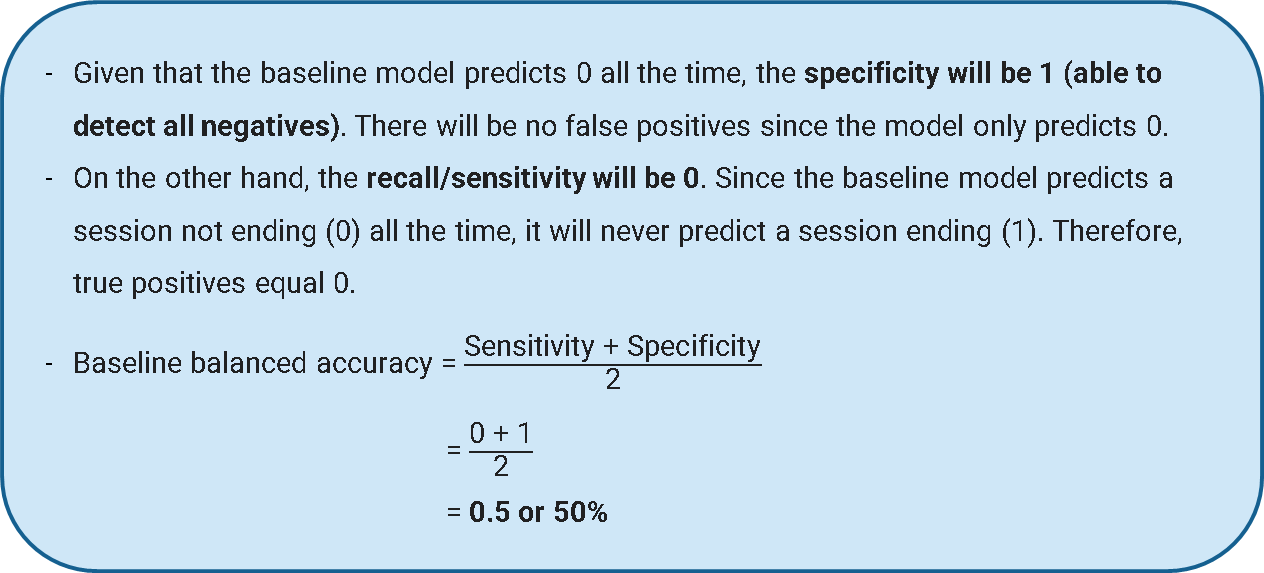 - Given that the baseline model predicts 0 all the time, the specificity will be 1 (able to
detect all negatives). There will be no false positives since the model only predicts 0.
- On the other hand, the recall/sensitivity will be 0. Since the baseline model predicts a
session not ending (0) all the time, it will never predict a session ending (1). Therefore,
true positives equal 0.
- Baseline balanced accuracy = Sensitivity + Specificity
2
= 0 + 1
2
= 0.5 or 50%